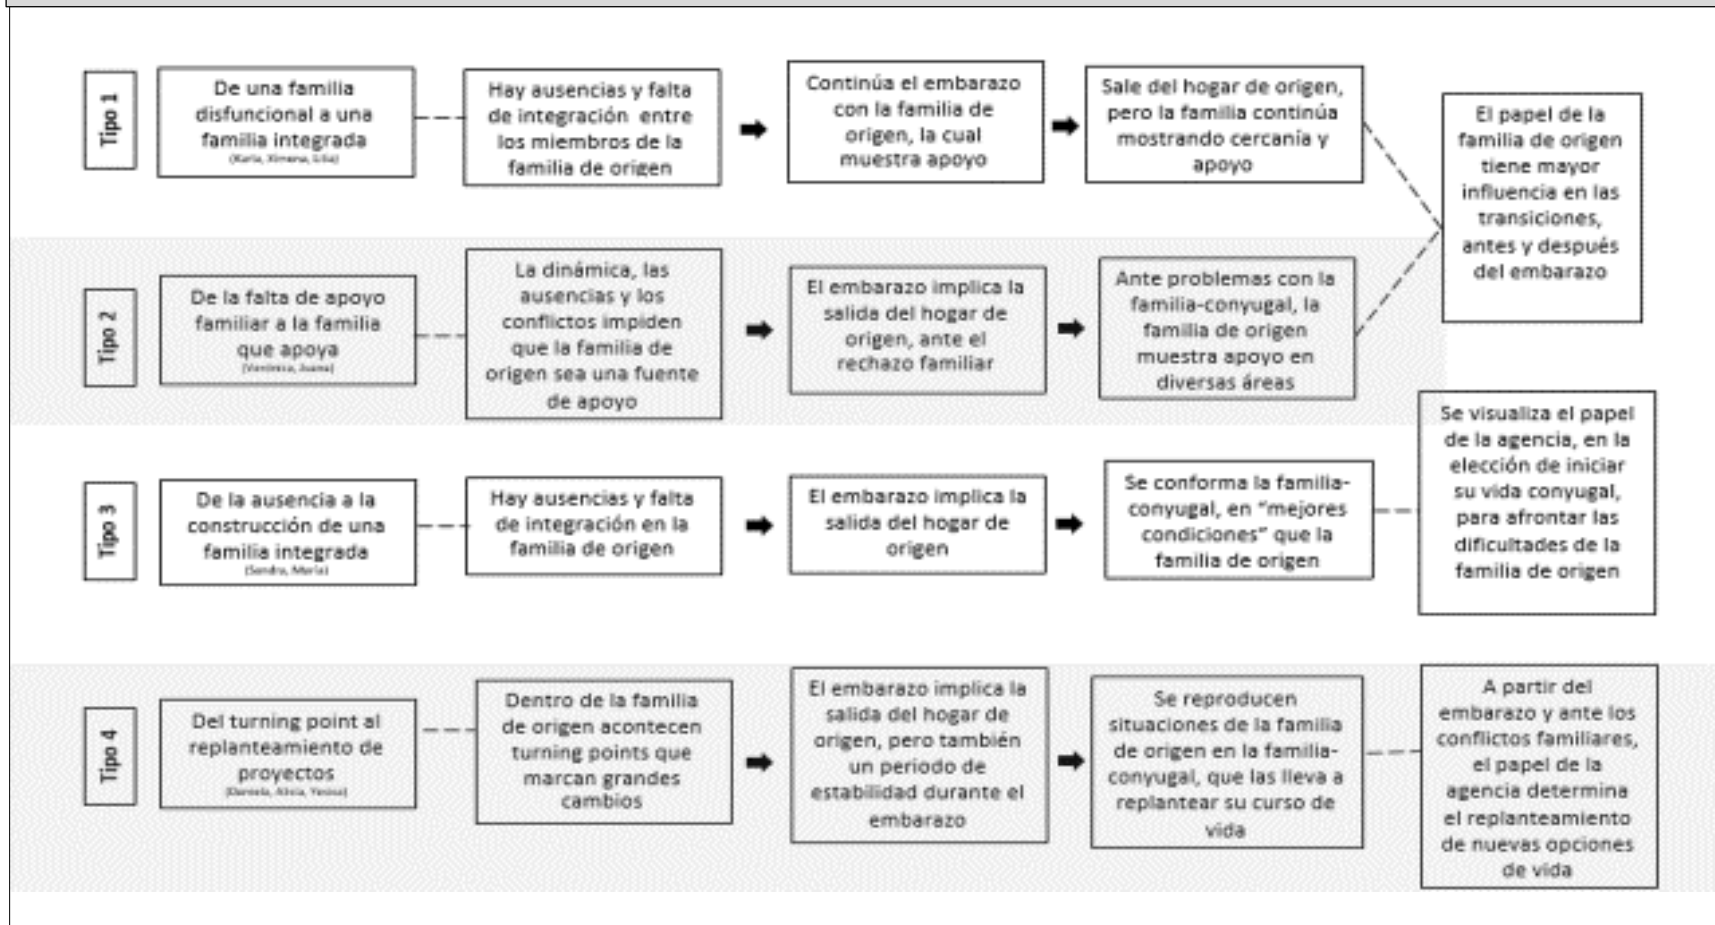 Tipo 1
De una familia
disfuncional a una
familia integrada
(Karla, Ximena, Lilia)
Hay ausencias y falta
de integración entre
los miembros de la
familia de origen
Continúa el embarazo
con la familia de
origen, la cual
muestra apoyo
Sale del hogar de origen,
pero la familia continúa
mostrando cercanía y
apoyo
El papel de la
familia de origen
tiene mayor
influencia en las
transiciones,
antes y después
del embarazo
Tipo 2
De la falta de apoyo
familiar a la familia
que apoya
(Verónica, Juana)
La dinámica, las
ausencias y los
conflictos impiden
que la familia de
origen sea una fuente
de apoyo
El embarazo implica la
salida del hogar de
origen, ante el
rechazo familiar
Ante problemas con la
familia-conyugal, la
familia de origen
muestra apoyo en
diversas áreas
Tipo 3
De la ausencia a la
construcción de una
familia integrada
(Sandra, María)
Hay ausencias y falta
de integración en la
familia de origen
El embarazo implica la
salida del hogar de
origen
Se conforma la familia-
conyugal, en “mejores
condiciones” que la
familia de origen
Se visualiza el papel
de la agencia, en la
elección de iniciar
su vida conyugal,
para afrontar las
dificultades de la
familia de origen
Tipo 4
Del turning point al
replanteamiento de
proyectos
(Daniela, Alicia,
Dentro de la familia
de origen acontecen
turning points que
marcan grandes
cambios
El embarazo implica la
salida del hogar de
origen, pero también
un periodo de
estabilidad durante el
embarazo
Se reproducen
situaciones de la familia
de origen en la familia-
conyugal, que las lleva a
replantear su curso de
vida
A partir del
embarazo y ante los
conflictos familiares,
el papel de la
agencia determina
el replanteamiento
de nuevas opciones
de vida